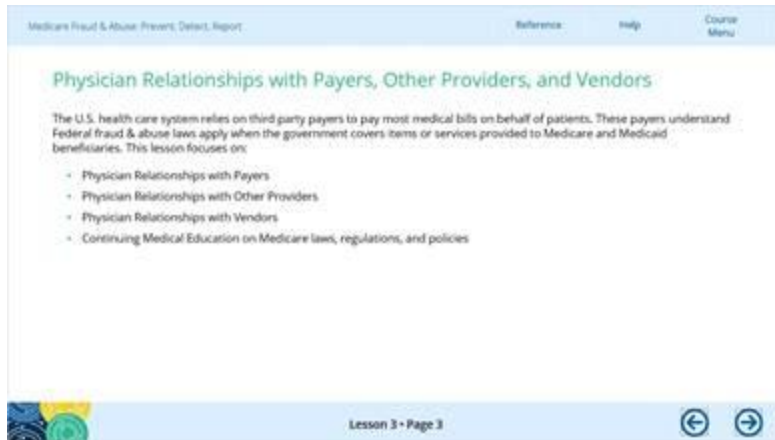 Medicare Fraud & Abuse: Prevent, Detect, Report
Reference
Help
Course
Menu
Physician Relationships with Payers, Other Providers, and Vendors
The U.S. health care system relies on third party payers to pay most medical bills on behalf of patients. These payers understand
Federal fraud & abuse laws apply when the government covers items or services provided to Medicare and Medicaid
beneficiaries. This lesson focuses on:
• Physician Relationships with Payers
• Physician Relationships with Other Providers
• Physician Relationships with Vendors
• Continuing Medical Education on Medicare laws, regulations, and policies
Lesson 3 • Page 3